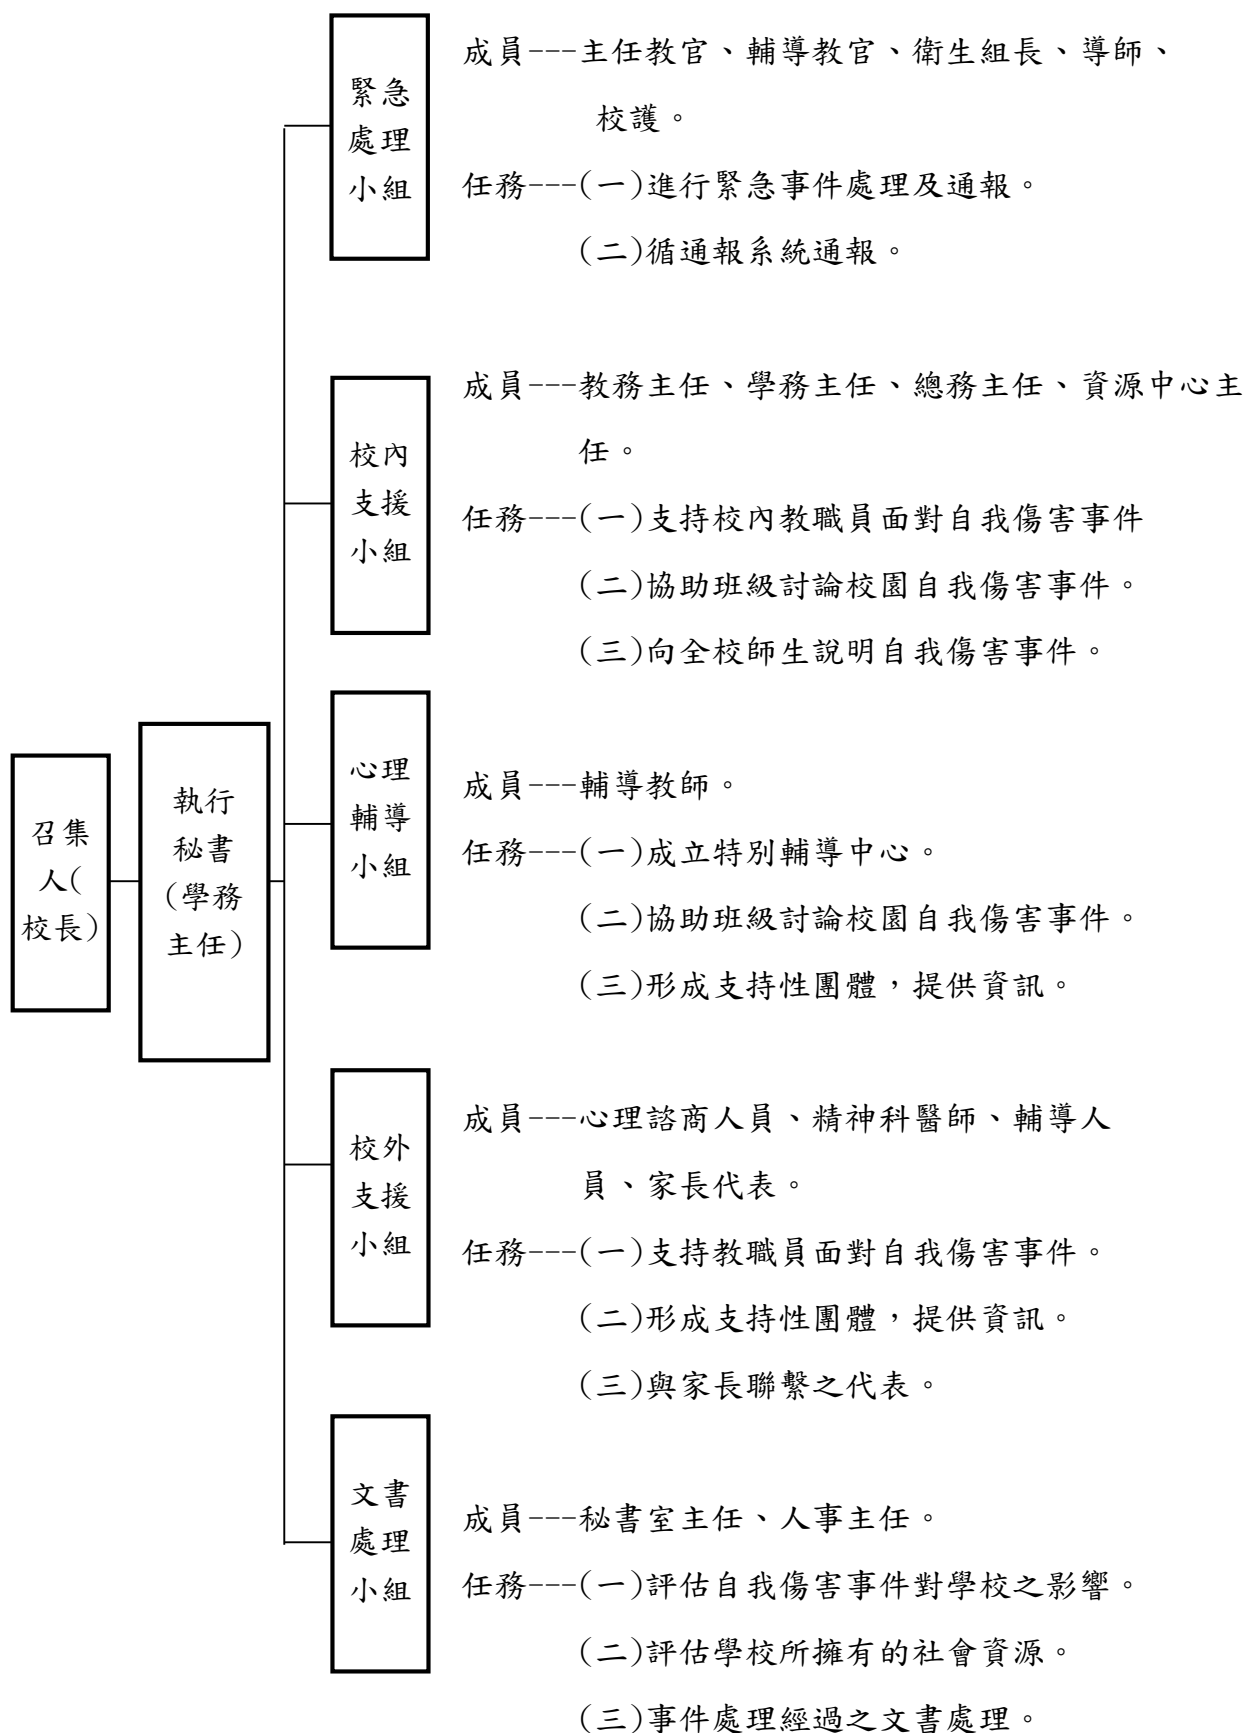 緊急
處理
小組
成員---主任教官、輔導教官、衛生組長、導師、
校護。
任務---(一)進行緊急事件處理及通報。
(二)循通報系統通報。
校內
支援
小組
成員---教務主任、學務主任、總務主任、資源中心主
任。
任務---(一)支持校內教職員面對自我傷害事件
(二)協助班級討論校園自我傷害事件。
(三)向全校師生說明自我傷害事件。
召集
人(
校長)
執行
秘書
(學務
主任)
心理
輔導
小組
成員---輔導教師。
任務---(一)成立特別輔導中心。
(二)協助班級討論校園自我傷害事件。
(三)形成支持性團體，提供資訊。
校外
支援
小組
成員---心理諮商人員、精神科醫師、輔導人
員、家長代表。
任務---(一)支持教職員面對自我傷害事件。
(二)形成支持性團體，提供資訊。
(三)與家長聯繫之代表。
文書
處理
小組
成員---秘書室主任、人事主任。
任務---(一)評估自我傷害事件對學校之影響。
(二)評估學校所擁有的社會資源。
(三)事件處理經過之文書處理。